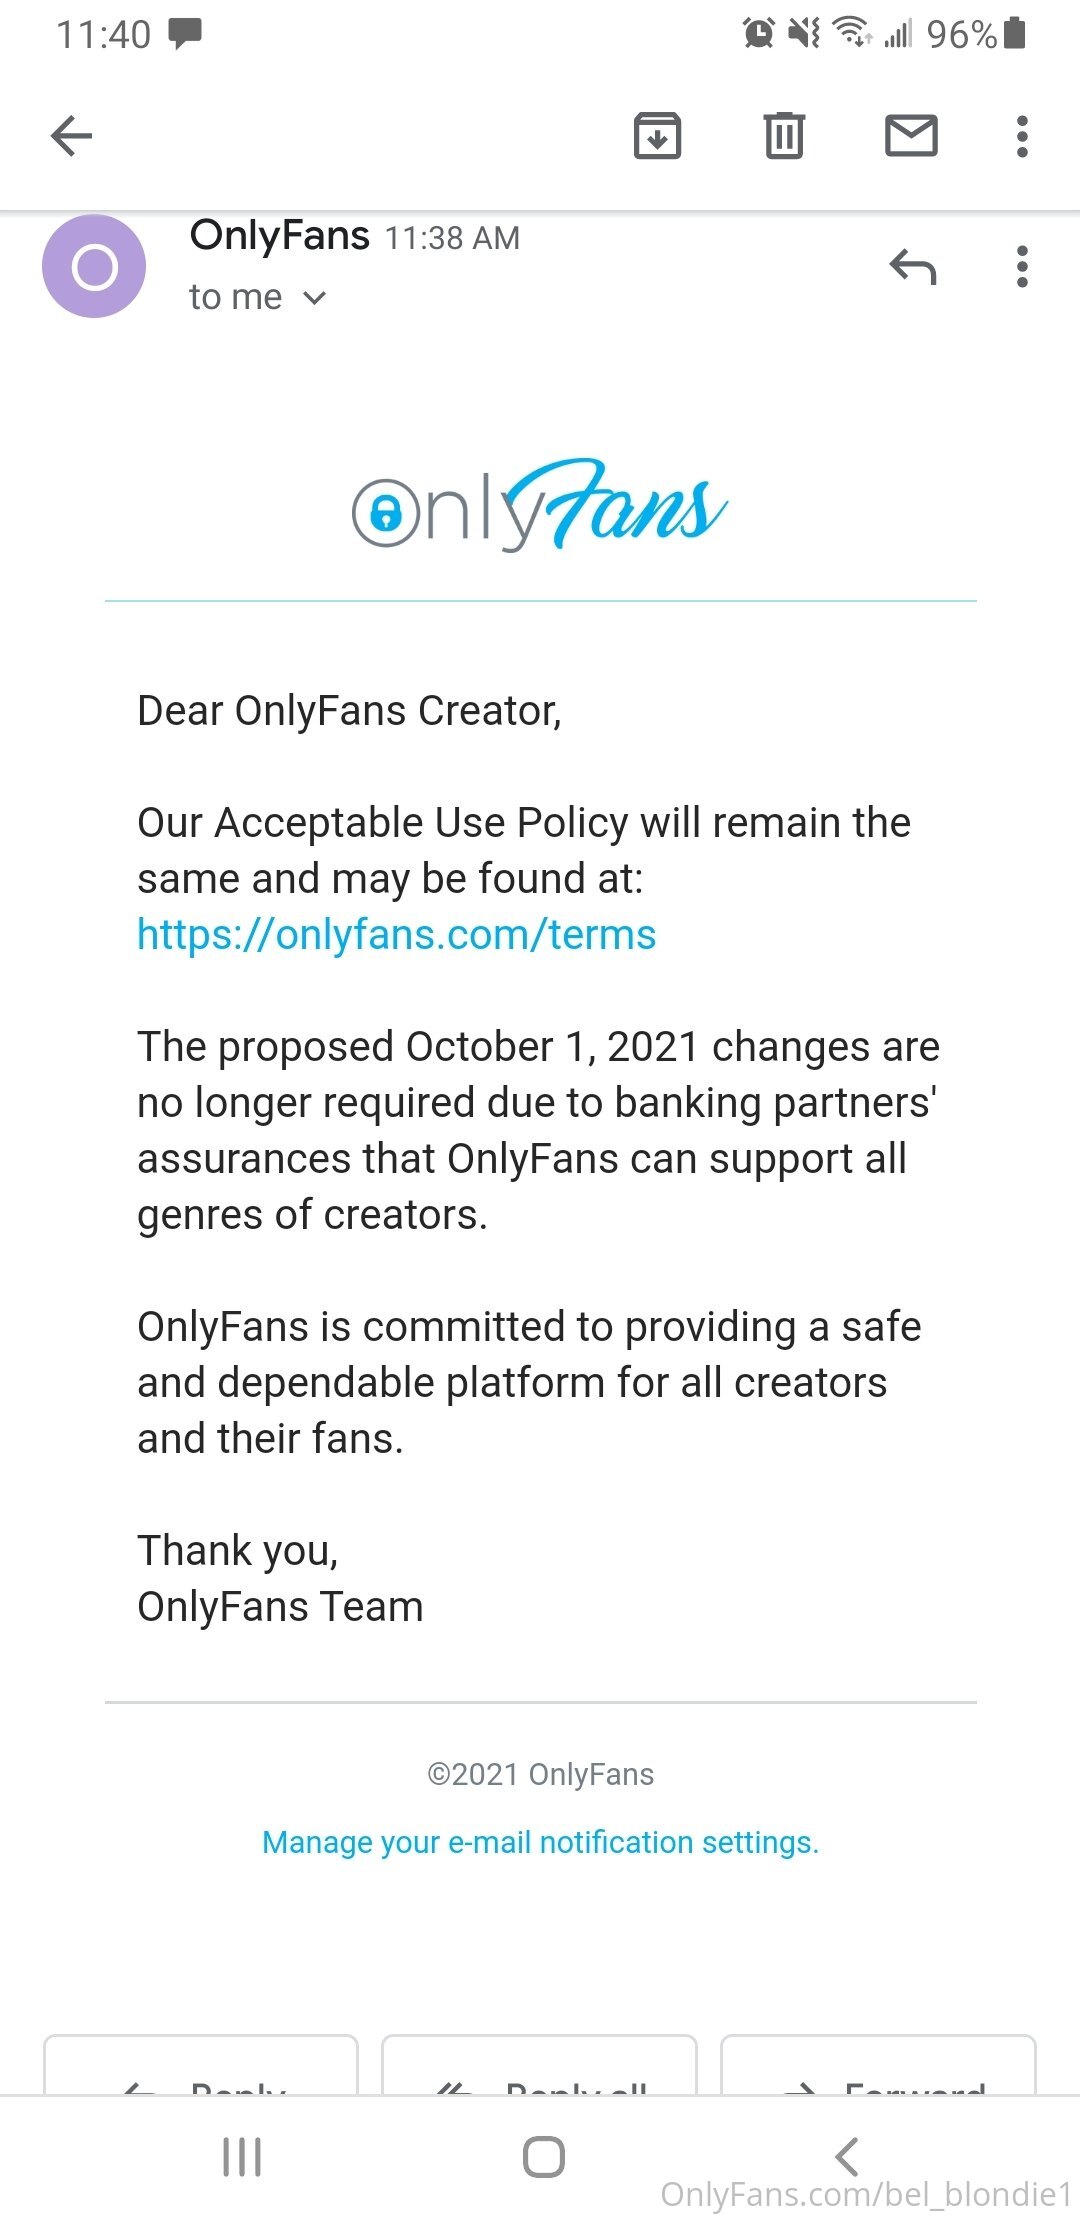 11:40 96%
OnlyFans 11:38 AM
O
to me
OnlyFans
Dear OnlyFans Creator,
Our Acceptable Use Policy will remain the
same and may be found at:
https://onlyfans.com/terms
The proposed October 1, 2021 changes are
no longer required due to banking partners'
assurances that OnlyFans can support all
genres of creators.
OnlyFans is committed to providing a safe
and dependable platform for all creators
and their fans.
Thank you,
OnlyFans Team
©2021 OnlyFans
Manage your e-mail notification settings.
Reply Reply all Forward
OnlyFans.com/bel_blondie1